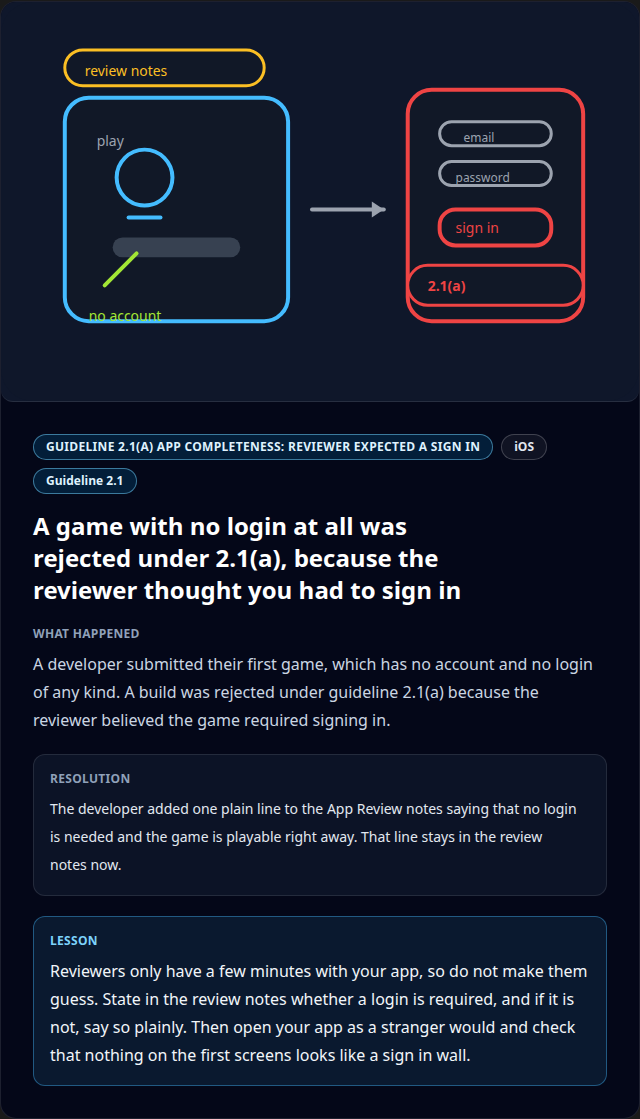 review notes
play
no account
email
password
sign in
2.1(a)
GUIDELINE 2.1(A) APP COMPLETENESS: REVIEWER EXPECTED A SIGN IN
iOS
Guideline 2.1
A game with no login at all was
rejected under 2.1(a), because the
reviewer thought you had to sign in
WHAT HAPPENED
A developer submitted their first game, which has no account and no login
of any kind. A build was rejected under guideline 2.1(a) because the
reviewer believed the game required signing in.
RESOLUTION
The developer added one plain line to the App Review notes saying that no login
is needed and the game is playable right away. That line stays in the review
notes now.
LESSON
Reviewers only have a few minutes with your app, so do not make them
guess. State in the review notes whether a login is required, and if it is
not, say so plainly. Then open your app as a stranger would and check
that nothing on the first screens looks like a sign in wall.